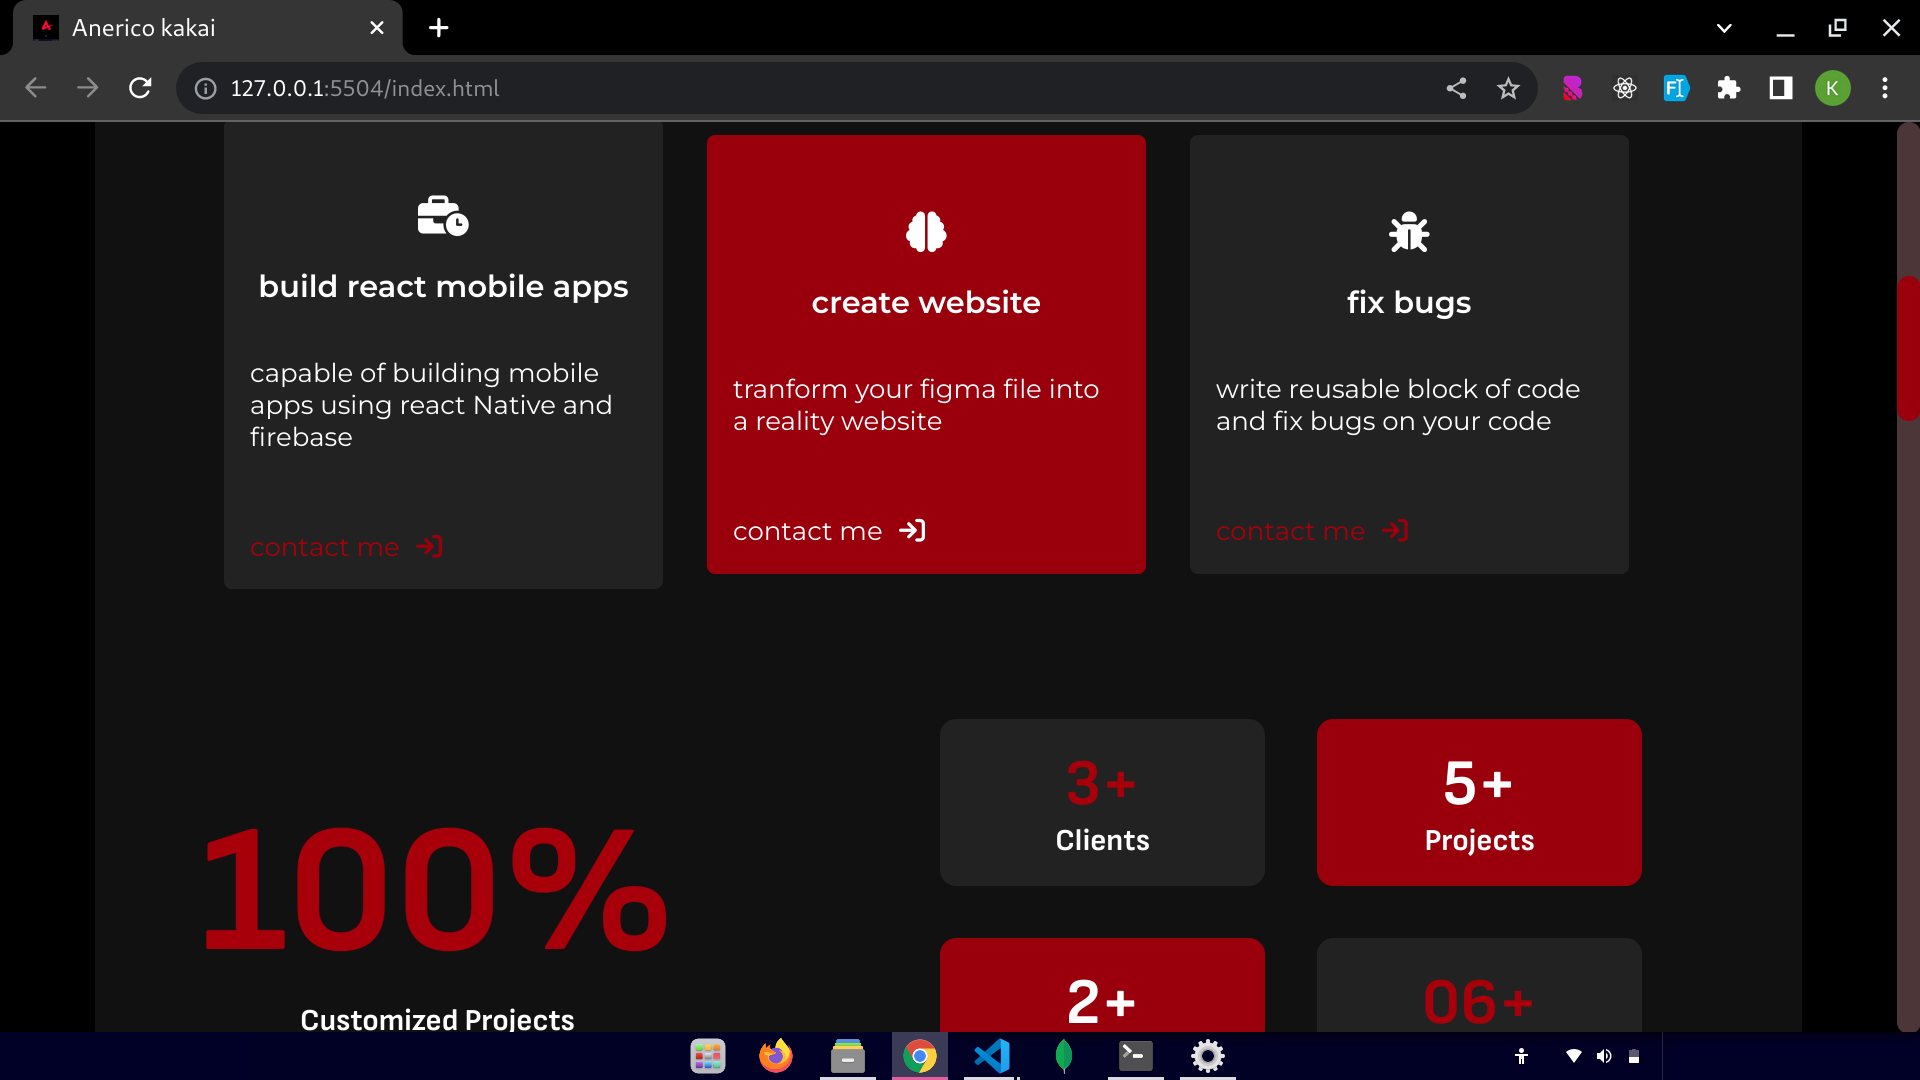 Anerico kakai
127.0.0.1:5504/index.html
K
build react mobile apps
capable of building mobile
apps using react Native and
firebase
contact me
create website
tranform your figma file into
a reality website
contact me
fix bugs
write reusable block of code
and fix bugs on your code
contact me
100%
Customized Projects
3+
Clients
5+
Projects
2+
06+